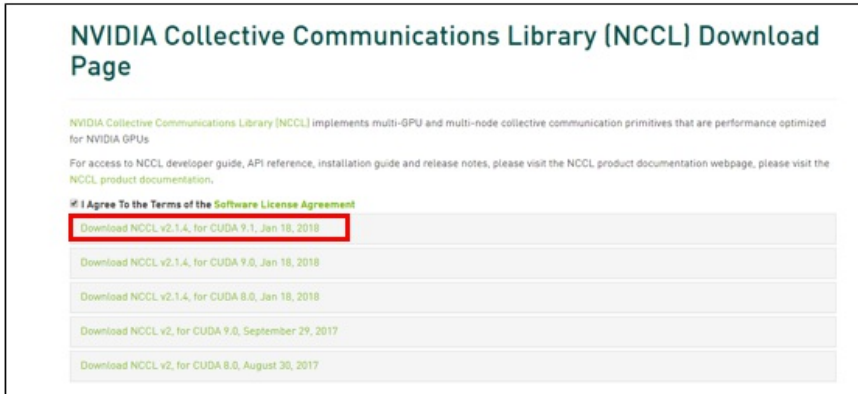 NVIDIA Collective Communications Library (NCCL) Download
Page
NVIDIA Collective Communications Library (NCCL) implements multi-GPU and multi-node collective communication primitives that are performance optimized
for NVIDIA GPUs
For access to NCCL developer guide, API reference, installation guide and release notes, please visit the NCCL product documentation webpage, please visit the
NCCL product documentation.
I Agree To the Terms of the Software License Agreement
Download NCCL v2.1.4, for CUDA 9.1, Jan 18, 2018
Download NCCL v2.1.4, for CUDA 9.0, Jan 18, 2018
Download NCCL v2.1.4, for CUDA 8.0, Jan 18, 2018
Download NCCL v2, for CUDA 9.0, September 29, 2017
Download NCCL v2, for CUDA 8.0, August 30, 2017